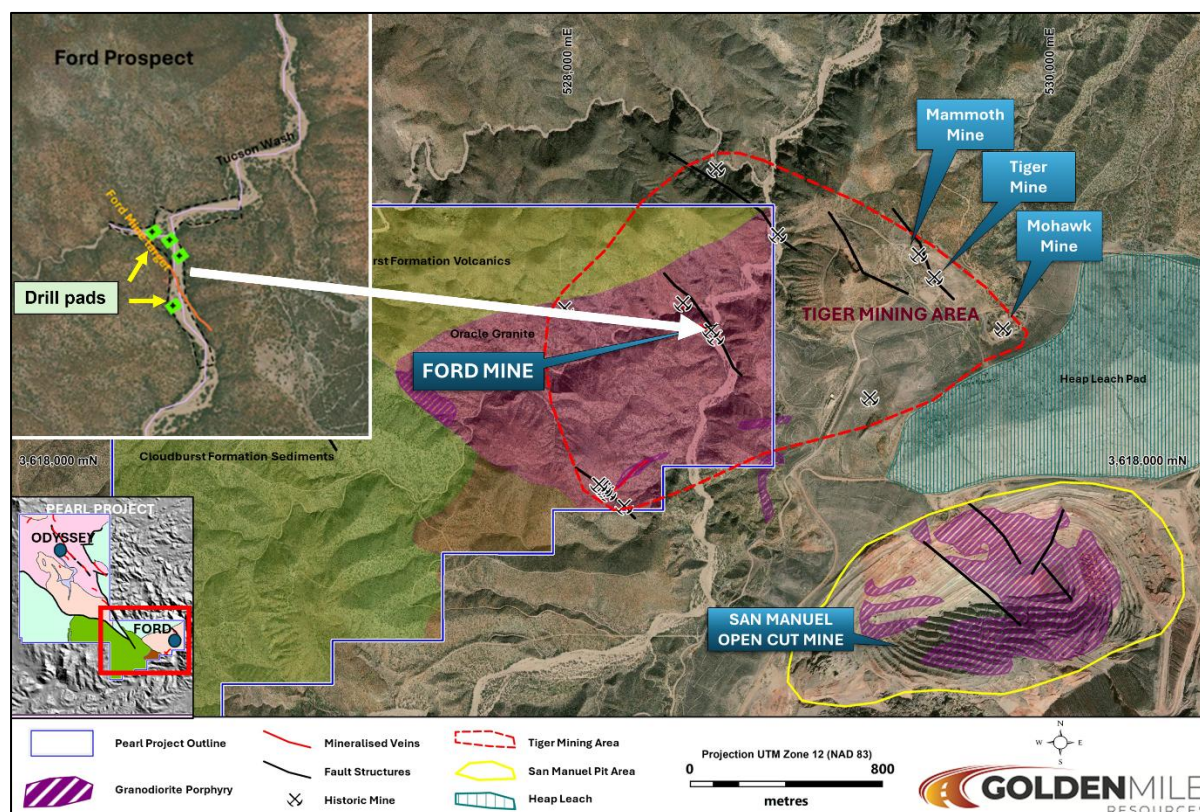 Ford Prospect
Tucson Wash
Ford Mine Target
Drill pads
528,000 mE
530,000 mE
Mammoth
Mine
Tiger
Mine
Mohawk
Mine
Formation Volcanics
TIGER MINING AREA
Oracle Granite
FORD MINE
Heap Leach Pad
Cloudburst Formation Sediments
3,618,000 mN
3,618,000 mN
PEARL PROJECT
ODYSSEY
FORD
SAN MANUEL
OPEN CUT MINE
Pearl Project Outline
Granodiorite Porphyry
Mineralised Veins
Fault Structures
Historic Mine
Tiger Mining Area
San Manuel Pit Area
Heap Leach
Projection UTM Zone 12 (NAD 83)
0 800
metres
N
W E
S
GOLDENMILE
RESOURCES